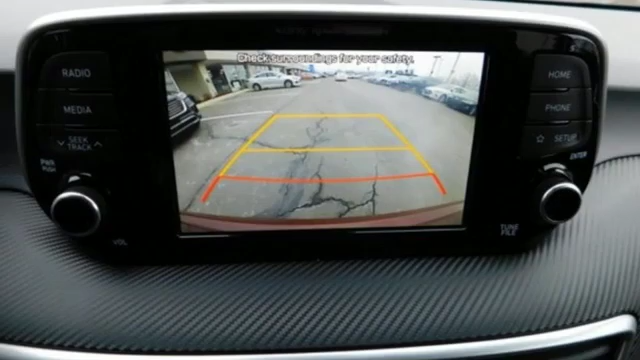 Check surroundings for your safety.
RADIO
MEDIA
SEEK
TRACK
PWR
PUSH
VOL
HOME
PHONE
SETUP
ENTER
TUNE
FILE